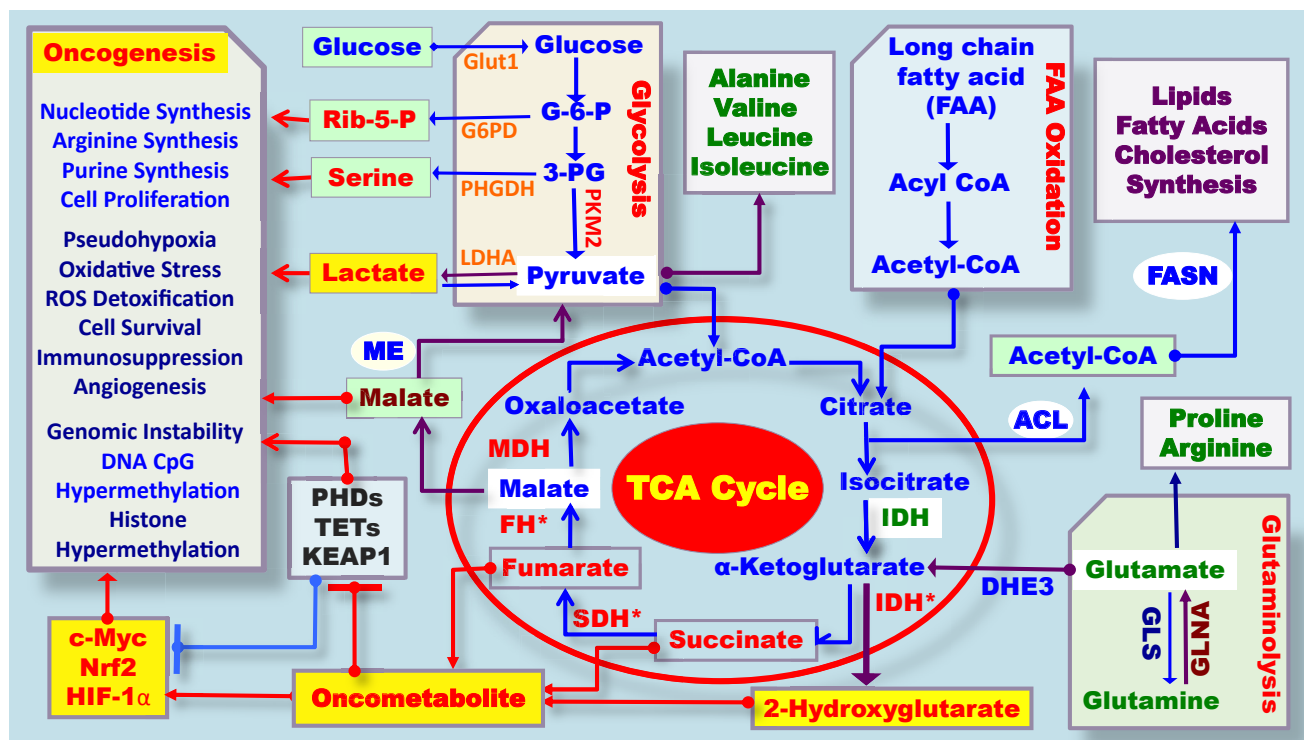 Oncogenesis
Nucleotide Synthesis
Arginine Synthesis
Purine Synthesis
Cell Proliferation
Pseudohypoxia
Oxidative Stress
ROS Detoxification
Cell Survival
Immunosuppression
Angiogenesis
Genomic Instability
DNA CpG
Hypermethylation
Histone
Hypermethylation
c-Myc
Nrf2
HIF-1α
Glucose
Rib-5-P
Serine
Lactate
Glut1
G6PD
PHGDH
LDHA
Glucose
G-6-P
3-PG
PKM2
Pyruvate
Glycolysis
Alanine
Valine
Leucine
Isoleucine
Long chain
fatty acid
(FAA)
Acyl CoA
Acetyl-CoA
FAA Oxidation
Lipids
Fatty Acids
Cholesterol
Synthesis
FASN
Acetyl-CoA
ACL
ME
Malate
PHDs
TETs
KEAP1
Acetyl-CoA
Oxaloacetate
Citrate
MDH
Malate
TCA Cycle
Isocitrate
IDH
FH*
Fumarate
α-Ketoglutarate
IDH*
SDH*
Succinate
DHE3
Proline
Arginine
Glutamate
GLS
GLNA
Glutamine
Glutaminolysis
Oncometabolite
2-Hydroxyglutarate